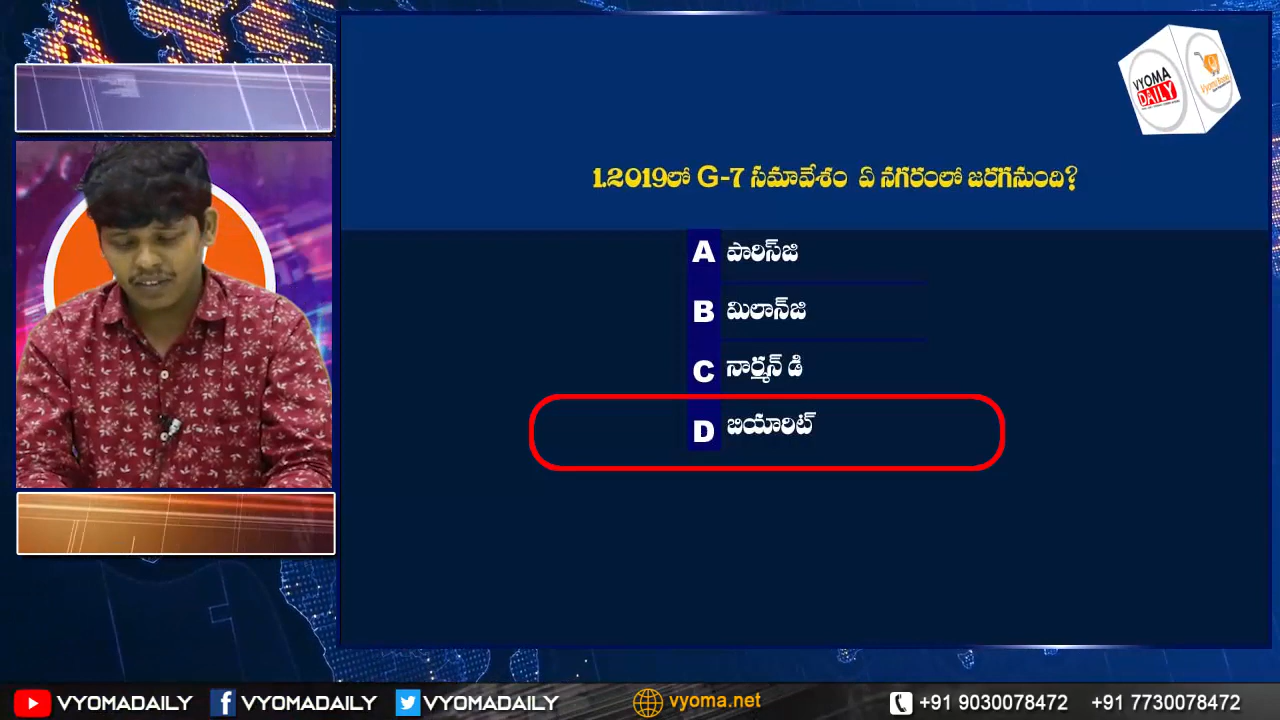 VYOMA
DAILY
1.2019లో G-7 సమావేశం ఏ నగరంలో జరగనుంది?
A పారిస్‌జి
B మిలాన్‌జి
C నార్మన్ డి
D బియారిట్
VYOMADAILY VYOMADAILY VYOMADAILY vyoma.net +91 9030078472 +91 7730078472